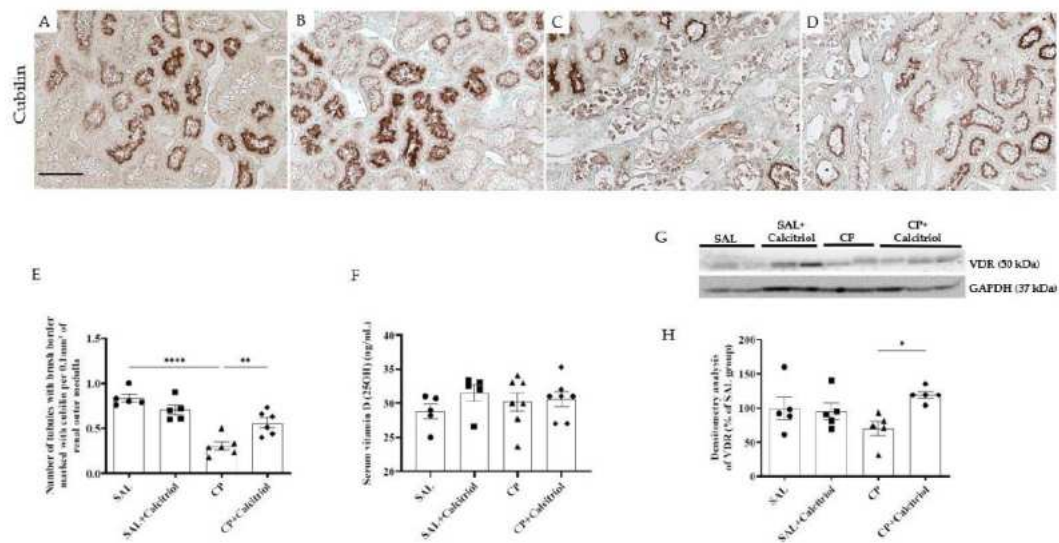 A
B
C
D
Cubilin
G
SAL
SAL+
Calcitriol
CP
CP+
Calcitriol
VDR (50 kDa)
GAPDH (37 kDa)
E
Number of tubules with brush border
marked with cubilin per 0,1mm² of
renal outer medulla
1.0
0.5
0.0
****
**
SAL
SAL+Calcitriol
CP
CP+Calcitriol
F
Serum vitamin D (25OH) (ng/mL)
40
35
30
25
20
SAL
SAL+Calcitriol
CP
CP+Calcitriol
H
Densitometry analysis
of VDR (% of SAL group)
200
150
100
50
0
*
SAL
SAL+Calcitriol
CP
CP+Calcitriol